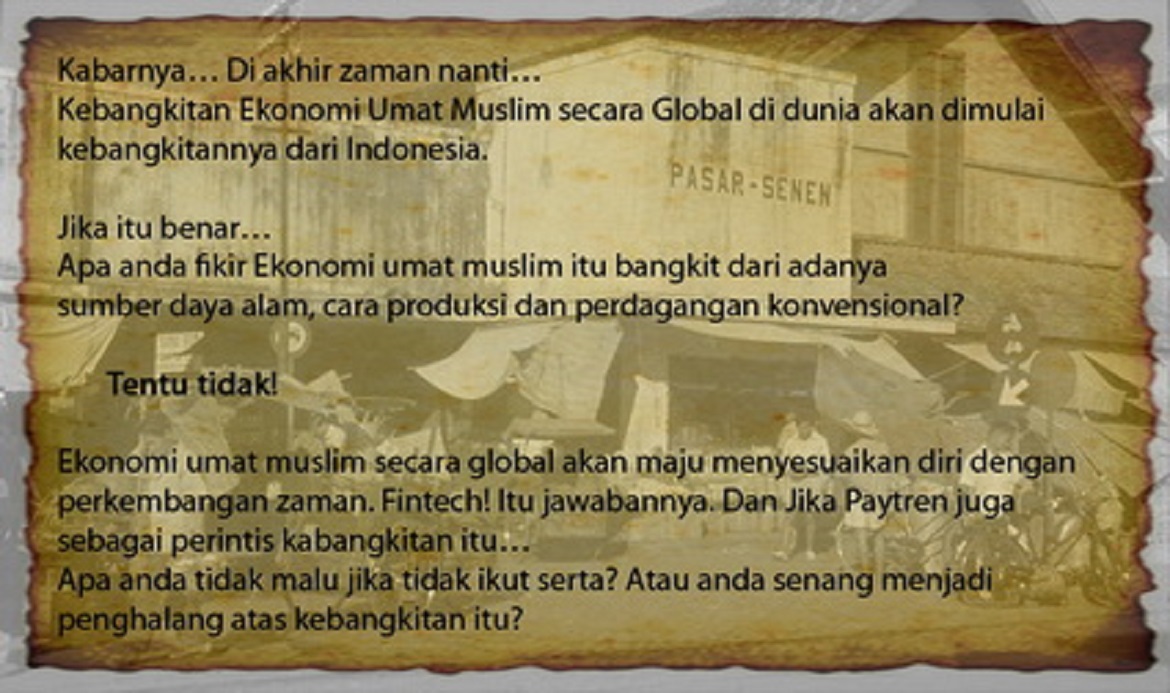 Kabarnya... Di akhir zaman nanti...
Kebangkitan Ekonomi Umat Muslim secara Global di dunia akan dimulai
kebangkitannya dari Indonesia.
PASAR-SENEN
Jika itu benar...
Apa anda fikir Ekonomi umat muslim itu bangkit dari adanya
sumber daya alam, cara produksi dan perdagangan konvensional?
Tentu tidak!
Ekonomi umat muslim secara global akan maju menyesuaikan diri dengan
perkembangan zaman. Fintech! Itu jawabannya. Dan Jika Paytren juga
sebagai perintis kabangkitan itu...
Apa anda tidak malu jika tidak ikut serta? Atau anda senang menjadi
penghalang atas kebangkitan itu?